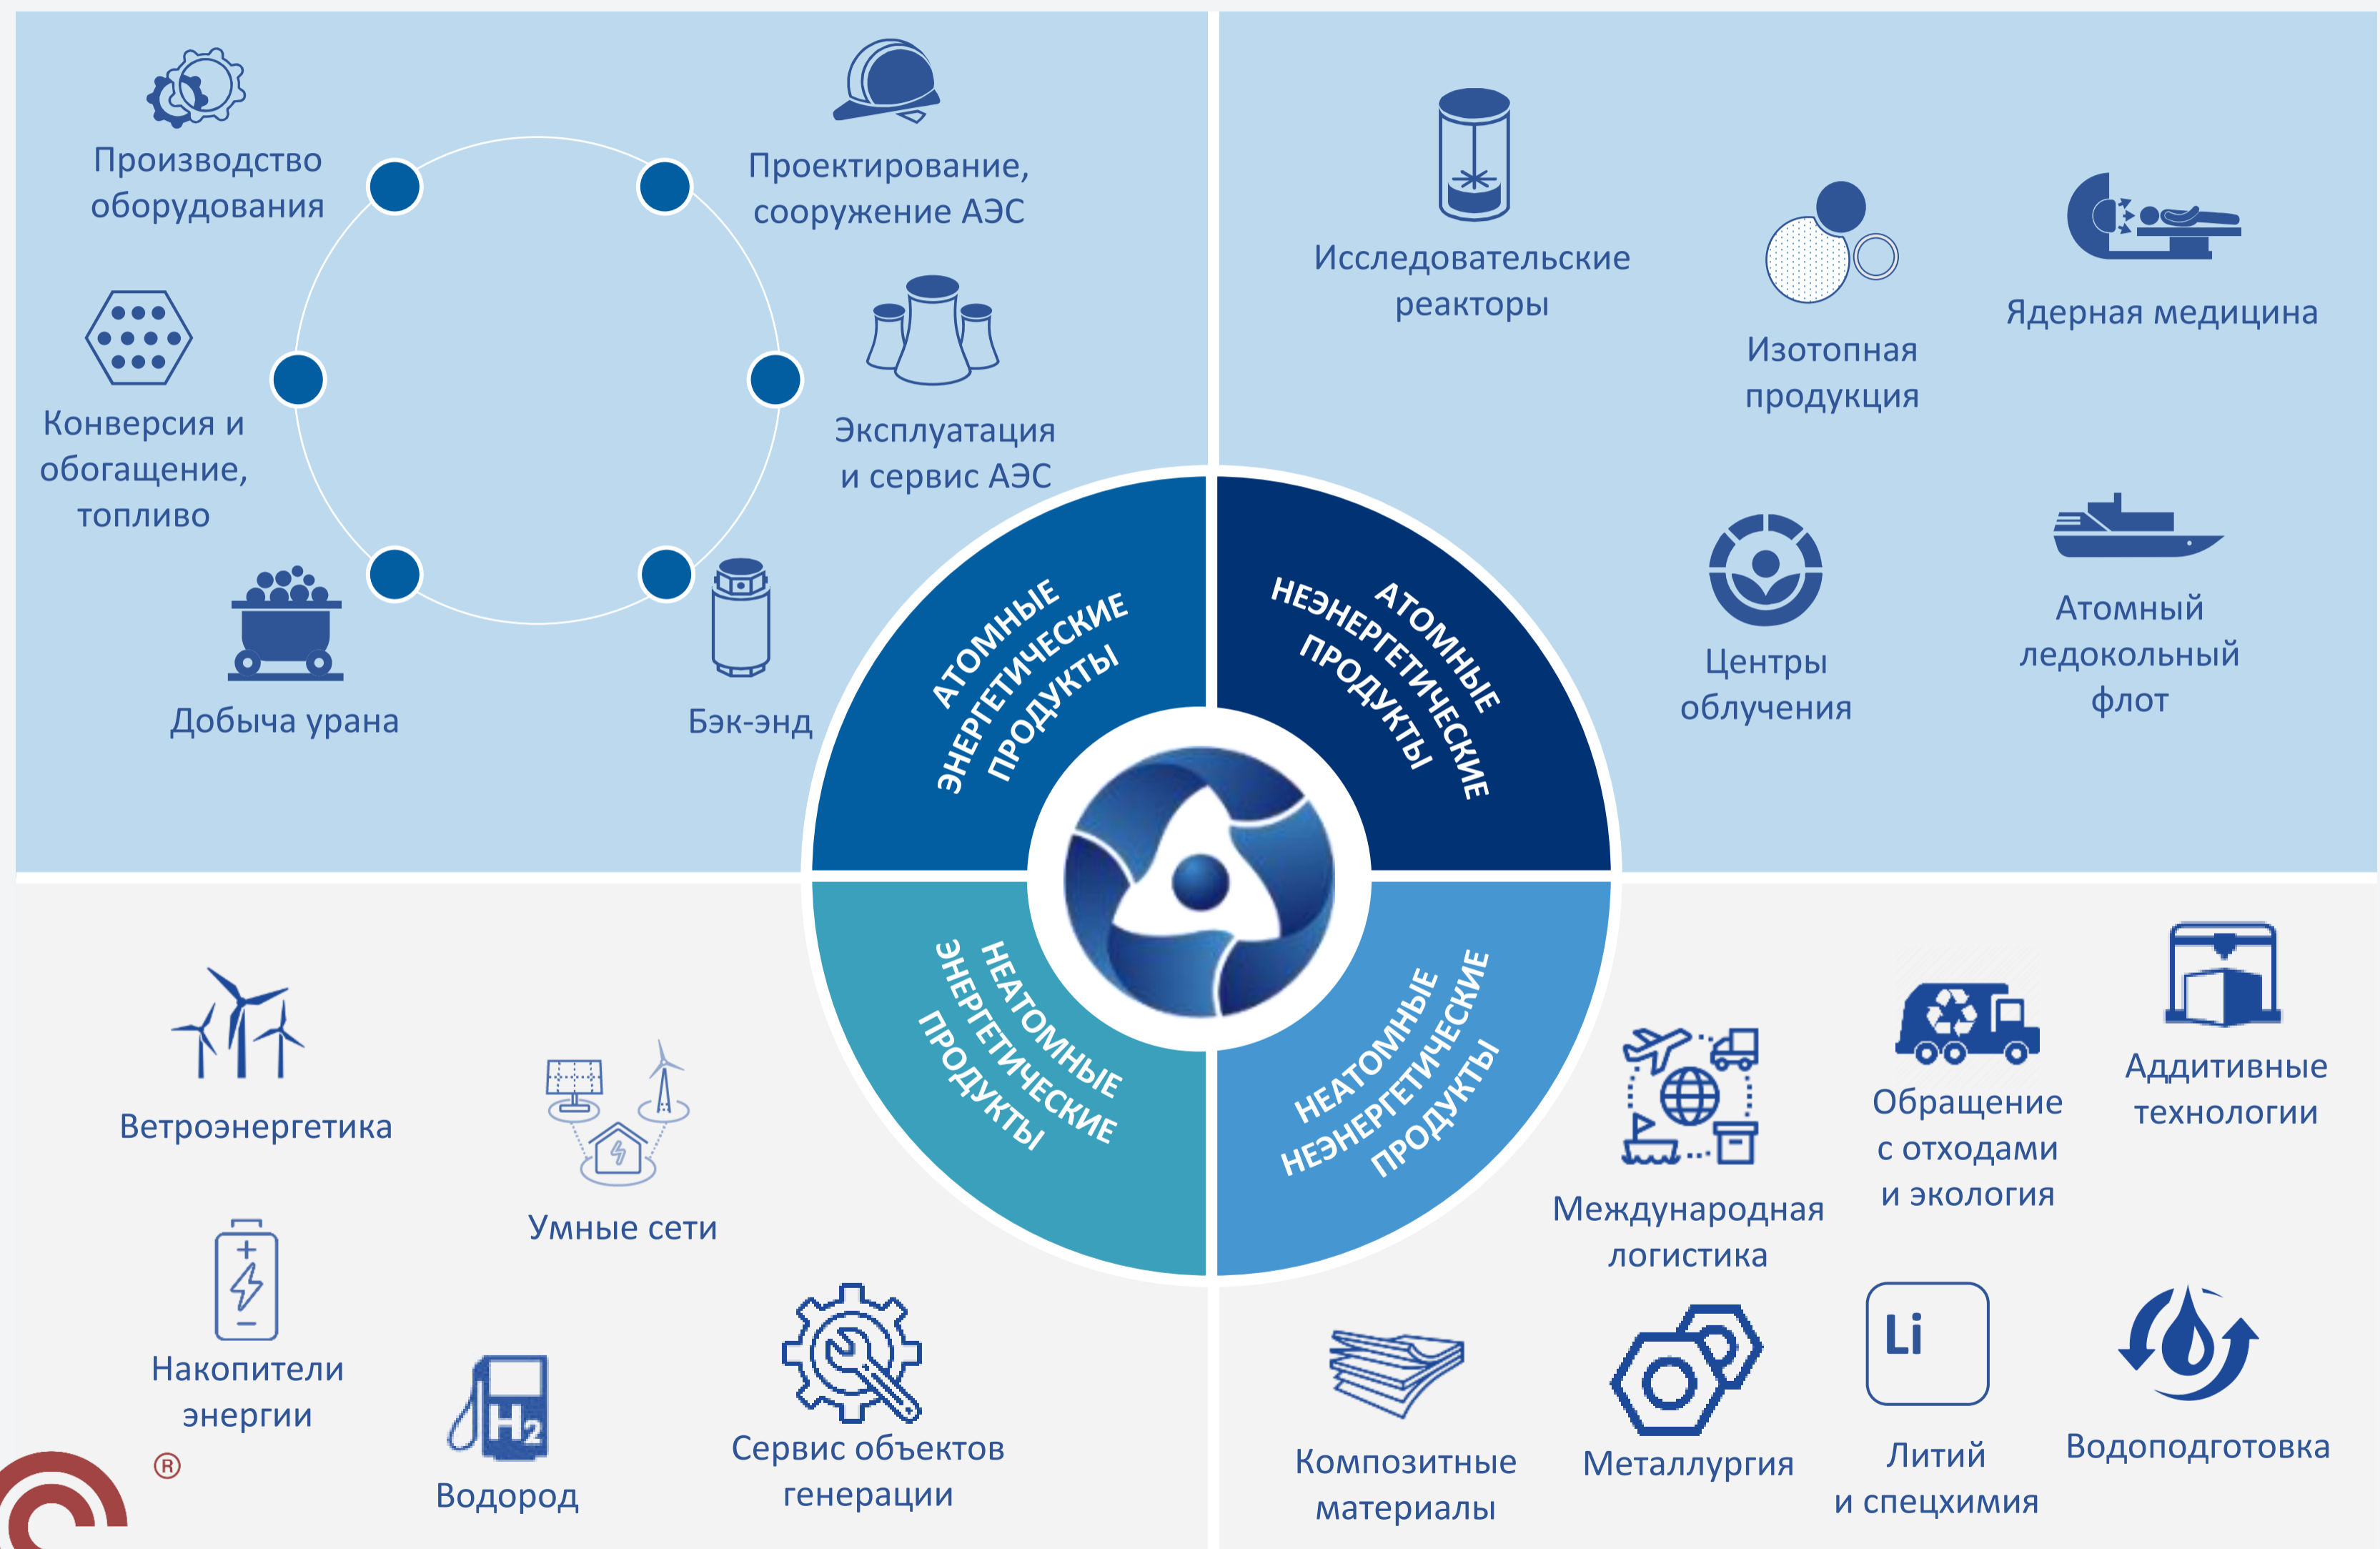 Производство
оборудования
Проектирование,
сооружение АЭС
Конверсия и
обогащение,
топливо
Эксплуатация
и сервис АЭС
Добыча урана
Бэк-энд
АТОМНЫЕ
ЭНЕРГЕТИЧЕСКИЕ
ПРОДУКТЫ
Исследовательские
реакторы
Изотопная
продукция
Ядерная медицина
Центры
облучения
Атомный
ледокольный
флот
АТОМНЫЕ
НЕЭНЕРГЕТИЧЕСКИЕ
ПРОДУКТЫ
НЕАТОМНЫЕ
ЭНЕРГЕТИЧЕСКИЕ
ПРОДУКТЫ
Ветроэнергетика
Умные сети
Накопители
энергии
H2
Водород
Сервис объектов
генерации
®
НЕАТОМНЫЕ
НЕЭНЕРГЕТИЧЕСКИЕ
ПРОДУКТЫ
Международная
логистика
Обращение
с отходами
и экология
Аддитивные
технологии
Композитные
материалы
Металлургия
Li
Литий
и спецхимия
Водоподготовка